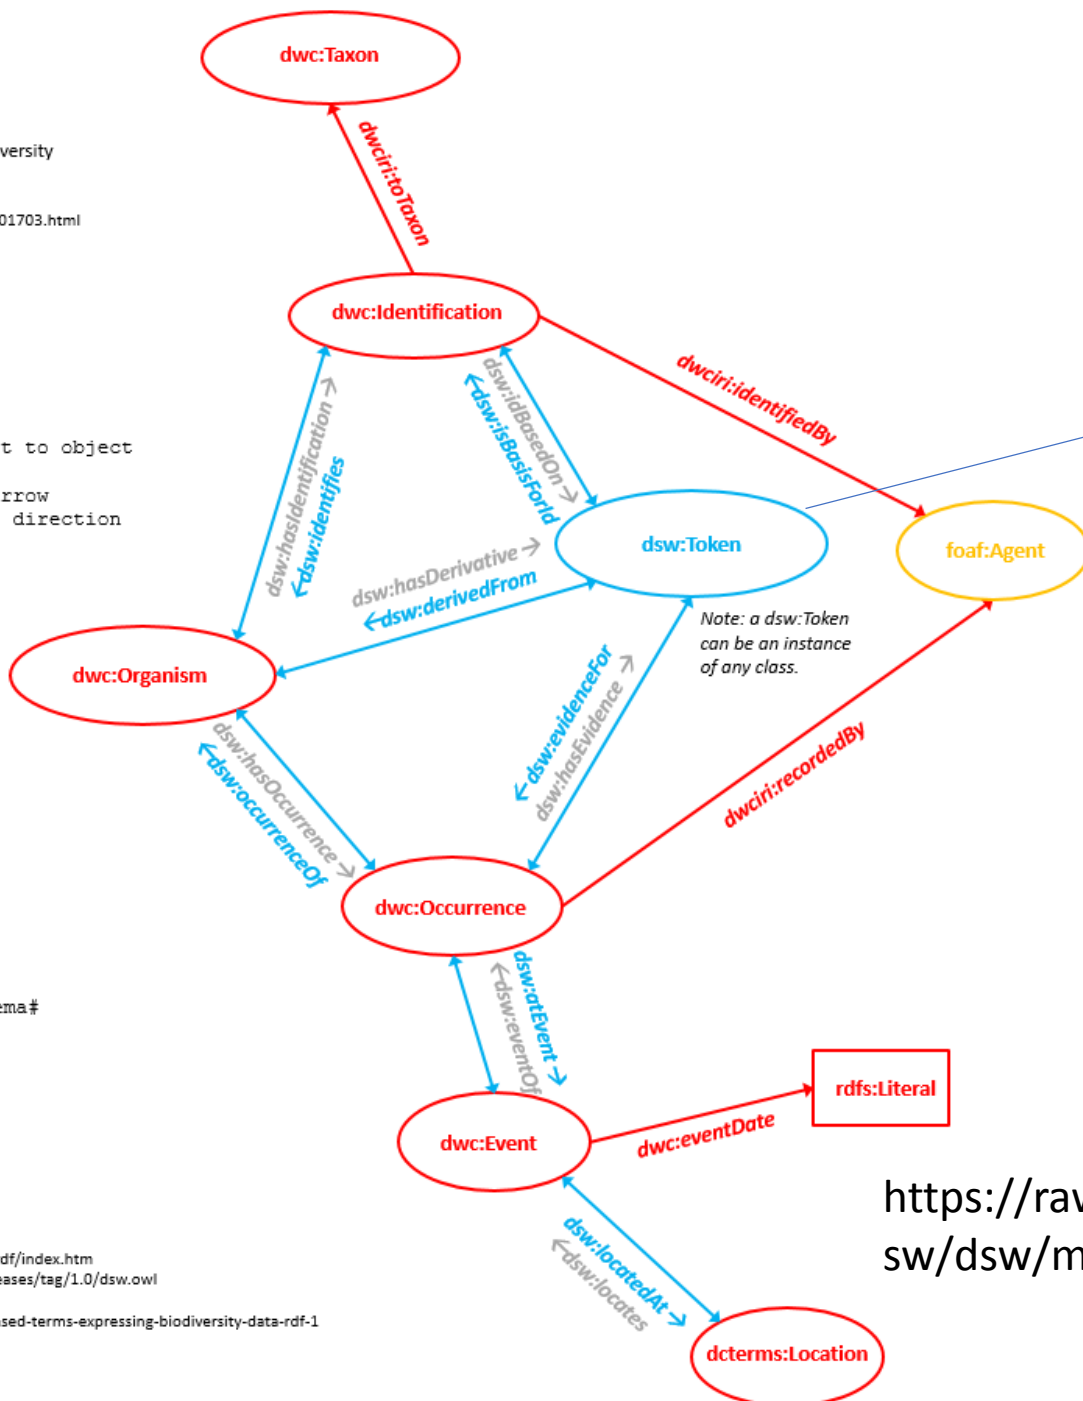 dwc:Taxon
versity
dwciri:toTaxon
01703.html
dwc:Identification
dwciri:identifiedBy
dsw:idBasedOn →
← dsw:isBasisForId
t to object
rrow
direction
dsw:hasIdentification →
← dsw:identifies
dsw:Token
foaf:Agent
dsw:hasDerivative →
← dsw:derivedFrom
Note: a dsw:Token
can be an instance
of any class.
dwc:Organism
← dsw:evidenceFor
dsw:hasEvidence →
dwciri:recordedBy
dsw:hasOccurrence →
← dsw:occurrenceOf
dwc:Occurrence
dsw:atEvent →
← dsw:eventOf
ema#
rdfs:Literal
dwc:eventDate
dwc:Event
https://rav
sw/dsw/m
dsw:locatedAt →
← dsw:locates
df/index.htm
eases/tag/1.0/dsw.owl
sed-terms-expressing-biodiversity-data-rdf-1
dcterms:Location